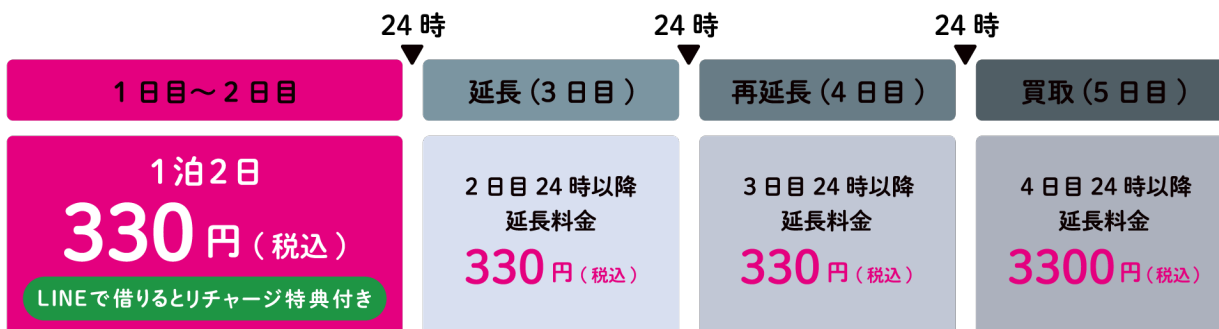 24時
24時
24時
1日目〜2日目
延長(3日目)
再延長(4日目)
買取(5日目)
1泊2日
330円(税込)
LINEで借りるとリチャージ特典付き
2日目24時以降
延長料金
330円(税込)
3日目24時以降
延長料金
330円(税込)
4日目24時以降
延長料金
3300円(税込)